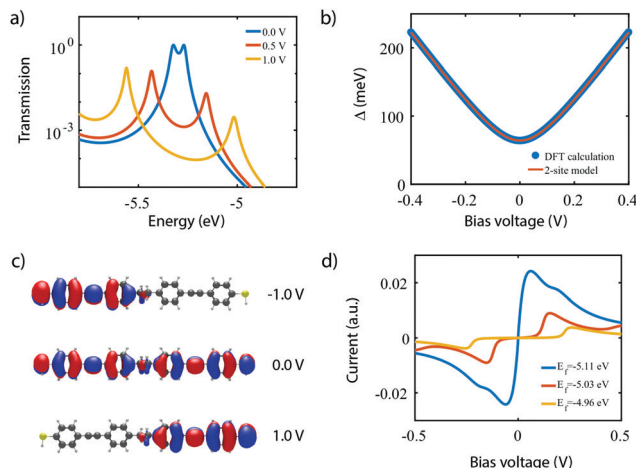 a)
Transmission
10⁰
10⁻³
-5.5
-5
Energy (eV)
0.0 V
0.5 V
1.0 V
b)
Δ (meV)
200
100
0
-0.4
-0.2
0
0.2
0.4
Bias voltage (V)
DFT calculation
2-site model
c)
-1.0 V
0.0 V
1.0 V
d)
Current (a.u.)
0.02
0
-0.02
-0.5
0
0.5
Bias voltage (V)
E_f=-5.11 eV
E_f=-5.03 eV
E_f=-4.96 eV